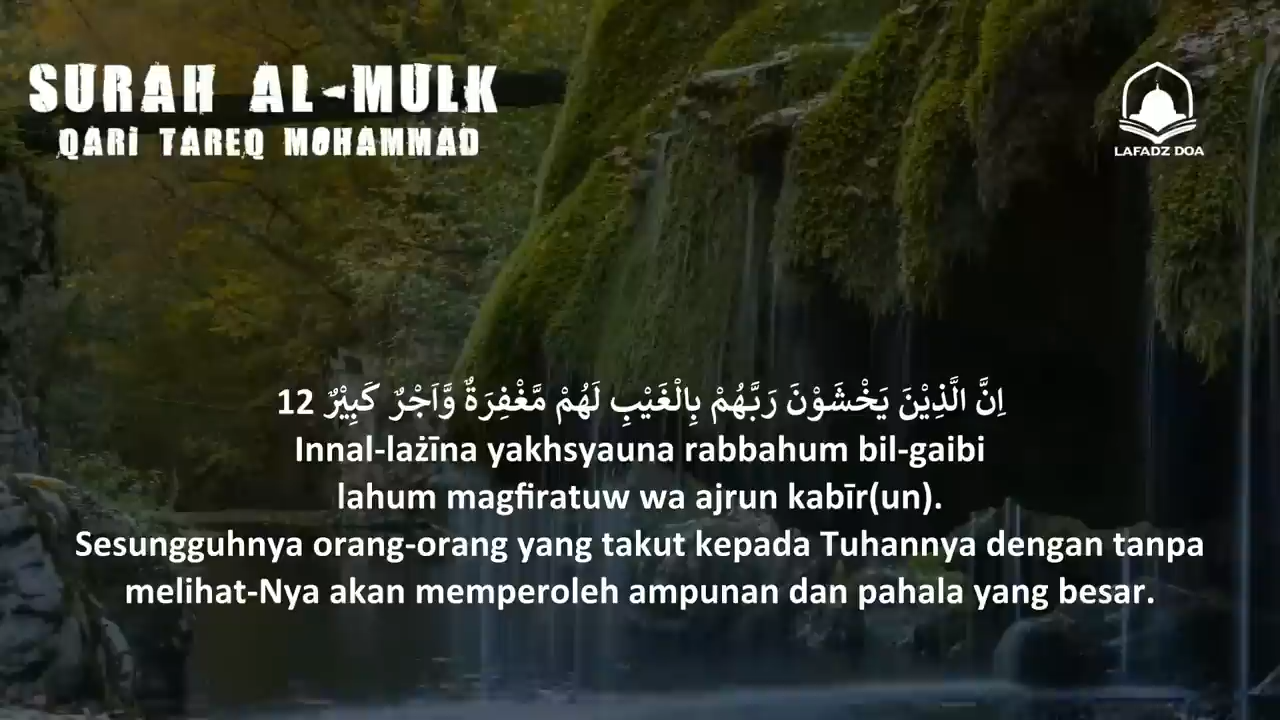 SURAH AL-MULK
QARI TAREQ MOHAMMAD
LAFADZ DOA
اِنَّ الَّذِيْنَ يَخْشَوْنَ رَبَّهُمْ بِالْغَيْبِ لَهُمْ مَّغْفِرَةٌ وَّاَجْرٌ كَبِيْرٌ 12
Innal-lażīna yakhsyauna rabbahum bil-gaibi
lahum magfiratuw wa ajrun kabīr(un).
Sesungguhnya orang-orang yang takut kepada Tuhannya dengan tanpa
melihat-Nya akan memperoleh ampunan dan pahala yang besar.